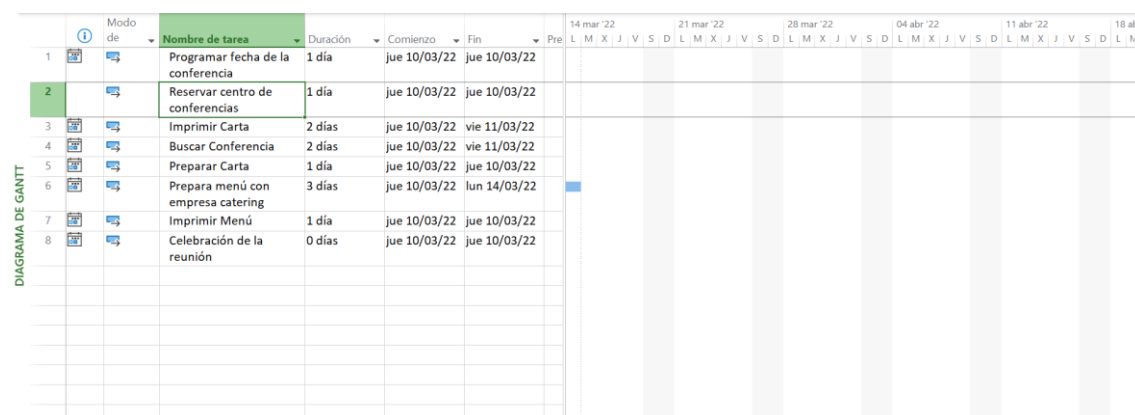 Modo
de
Nombre de tarea Duración Comienzo Fin Pre
14 mar '22 21 mar '22 28 mar '22 04 abr '22 11 abr '22 18 ab
L M X J V S D L M X J V S D L M X J V S D L M X J V S D L M X J V S D L M
1 Programar fecha de la 1 día jue 10/03/22 jue 10/03/22
conferencia
2 Reservar centro de 1 día jue 10/03/22 jue 10/03/22
conferencias
3 Imprimir Carta 2 días jue 10/03/22 vie 11/03/22
4 Buscar Conferencia 2 días jue 10/03/22 vie 11/03/22
5 Preparar Carta 1 día jue 10/03/22 jue 10/03/22
6 Prepara menú con 3 días jue 10/03/22 lun 14/03/22
empresa catering
7 Imprimir Menú 1 día jue 10/03/22 jue 10/03/22
8 Celebración de la 0 días jue 10/03/22 jue 10/03/22
reunión
DIAGRAMA DE GANTT